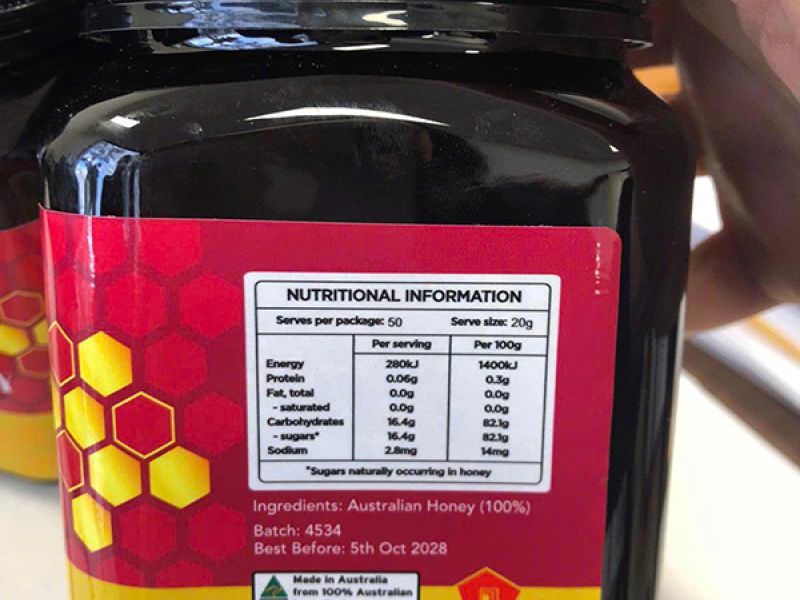 NUTRITIONAL INFORMATION
Serves per package: 50 Serve size: 20g
Per serving Per 100g
Energy 280kJ 1400kJ
Protein 0.06g 0.3g
Fat, total 0.0g 0.0g
- saturated 0.0g 0.0g
Carbohydrates 16.4g 82.1g
- sugars* 16.4g 82.1g
Sodium 2.8mg 14mg
*Sugars naturally occurring in honey
Ingredients: Australian Honey (100%)
Batch: 4534
Best Before: 5th Oct 2028
Made in Australia
from 100% Australian